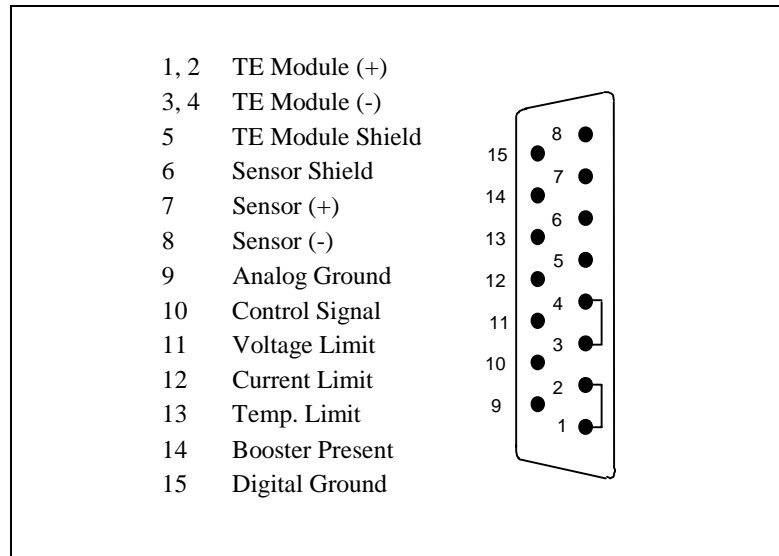 1, 2 TE Module (+)
3, 4 TE Module (-)
5 TE Module Shield
6 Sensor Shield
7 Sensor (+)
8 Sensor (-)
9 Analog Ground
10 Control Signal
11 Voltage Limit
12 Current Limit
13 Temp. Limit
14 Booster Present
15 Digital Ground
8
15
7
14
6
13
5
12
4
11
3
10
2
9
1